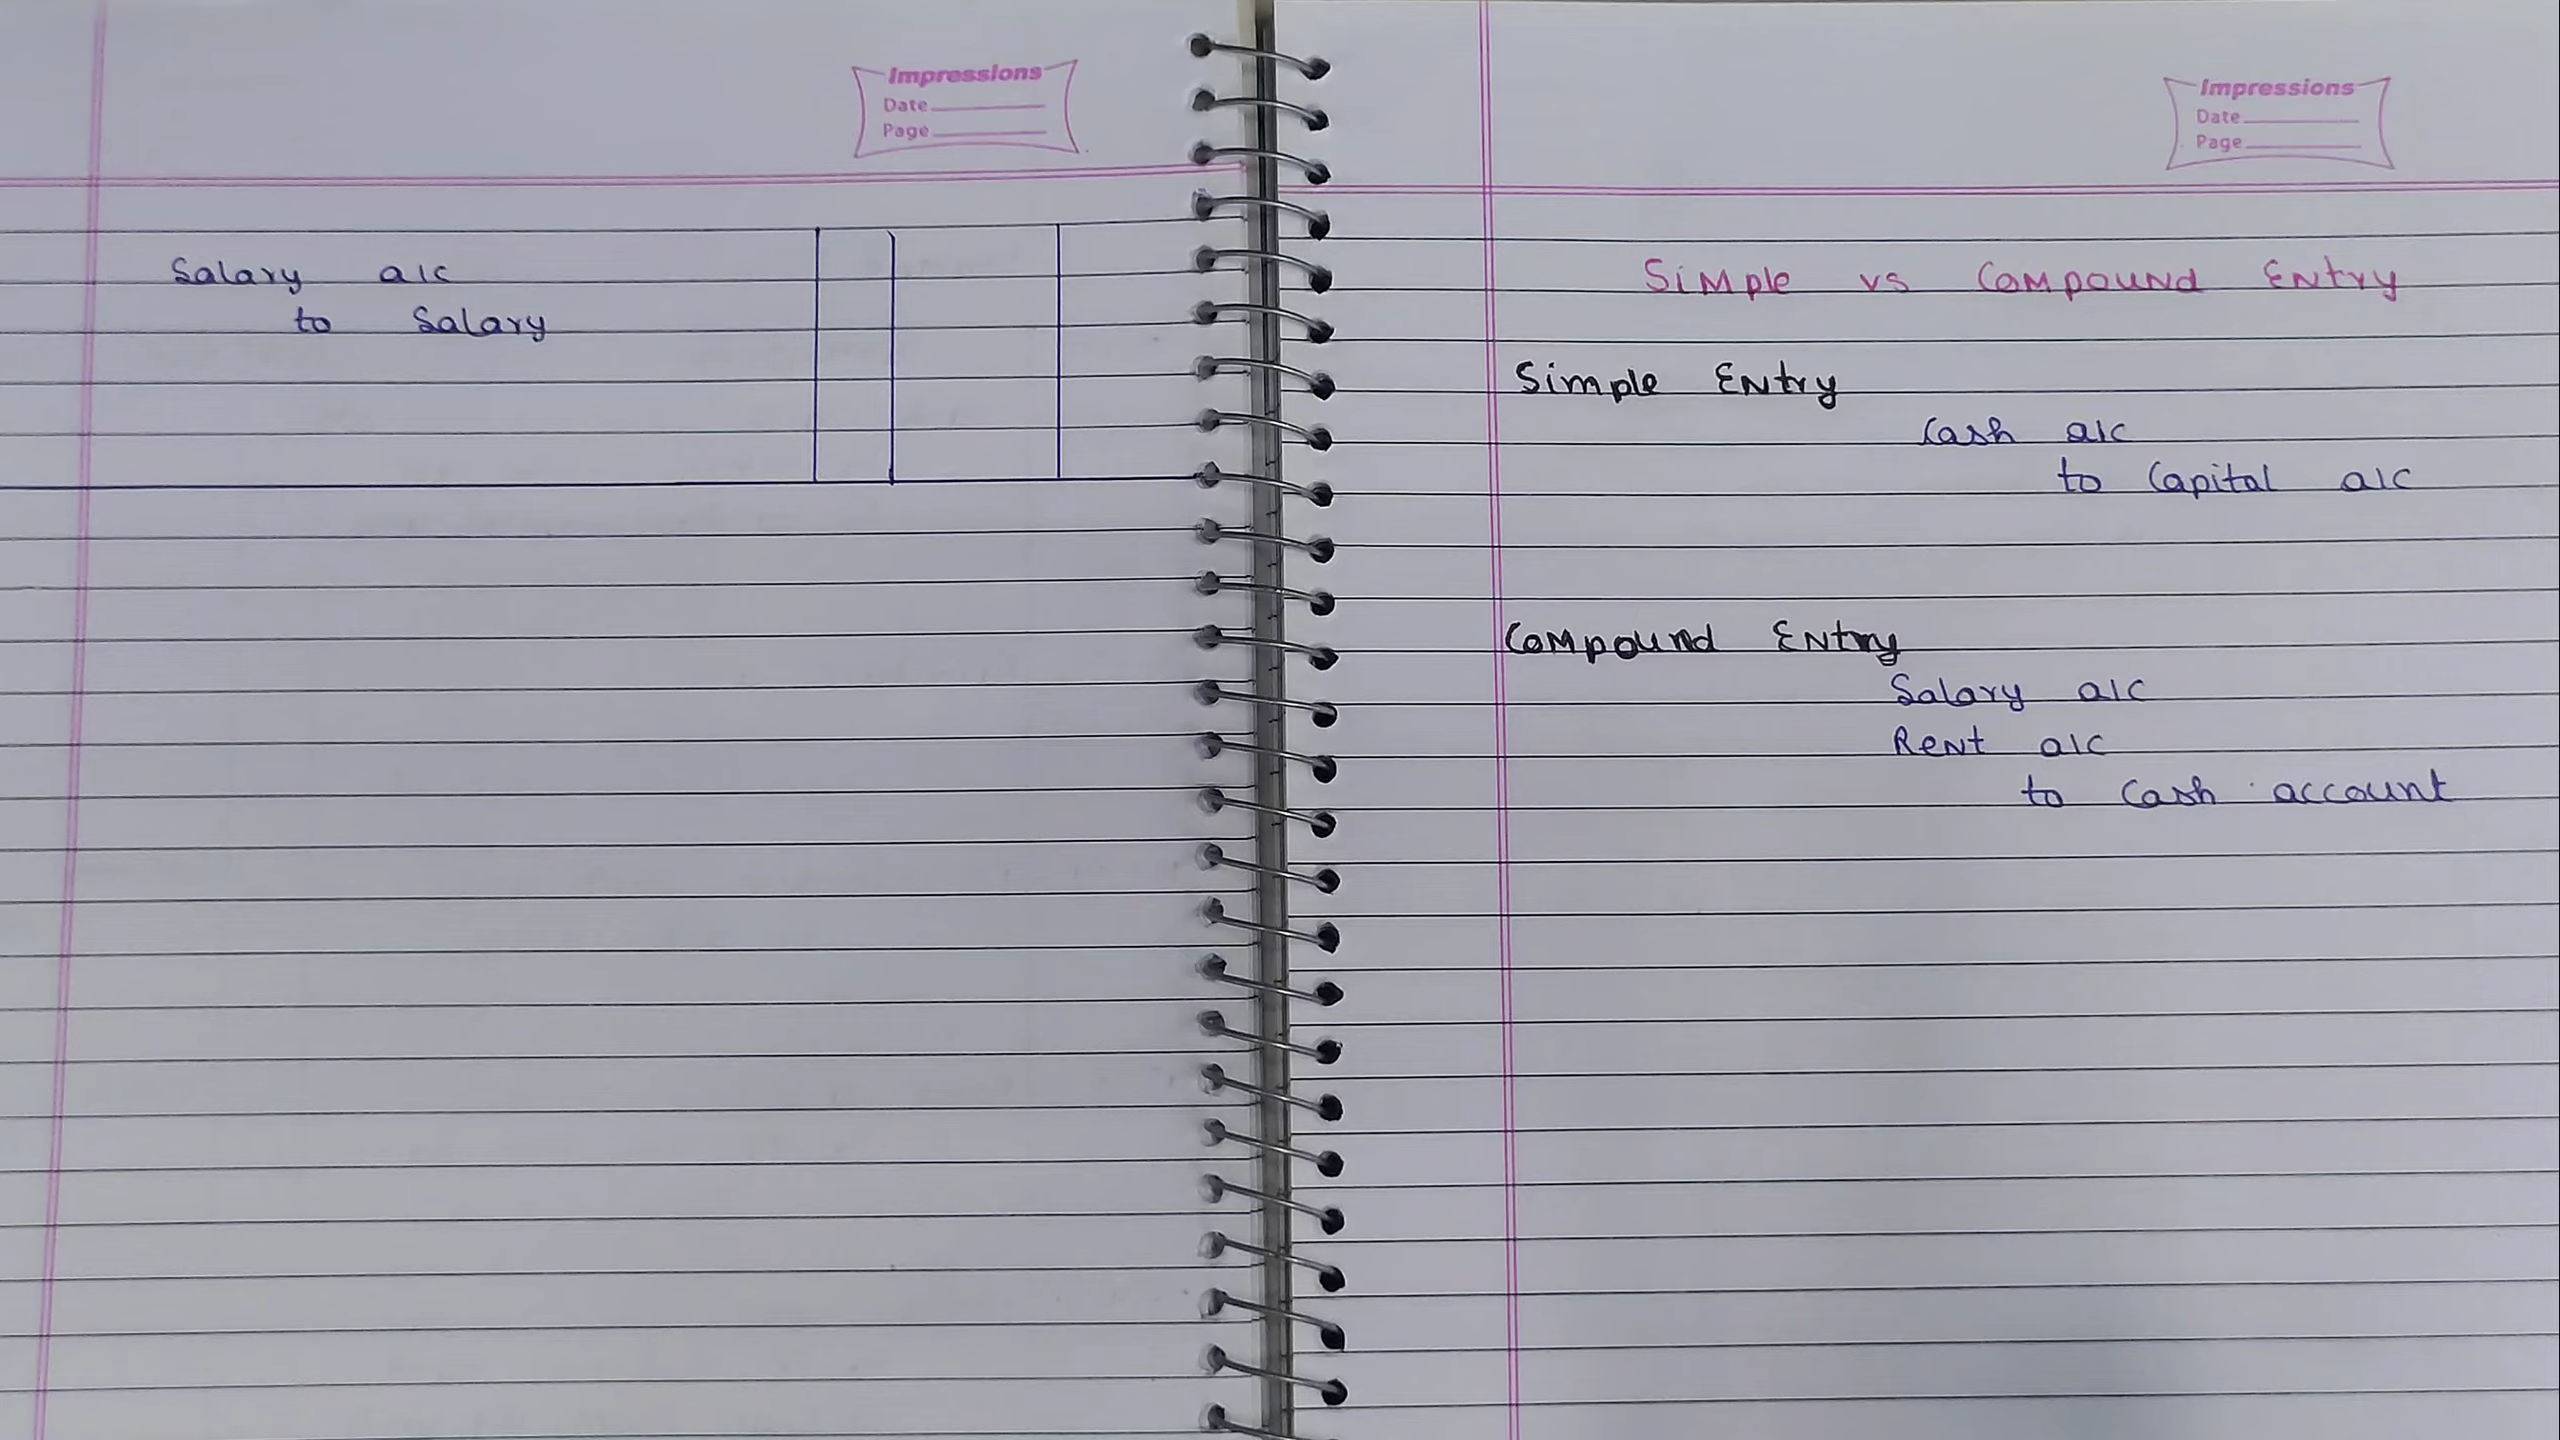 Impressions
Date
Page
Salary a/c
to Salary
Impressions
Date
Page
Simple vs Compound Entry
Simple Entry
Cash a/c
to Capital a/c
Compound Entry
Salary a/c
Rent a/c
to Cash account